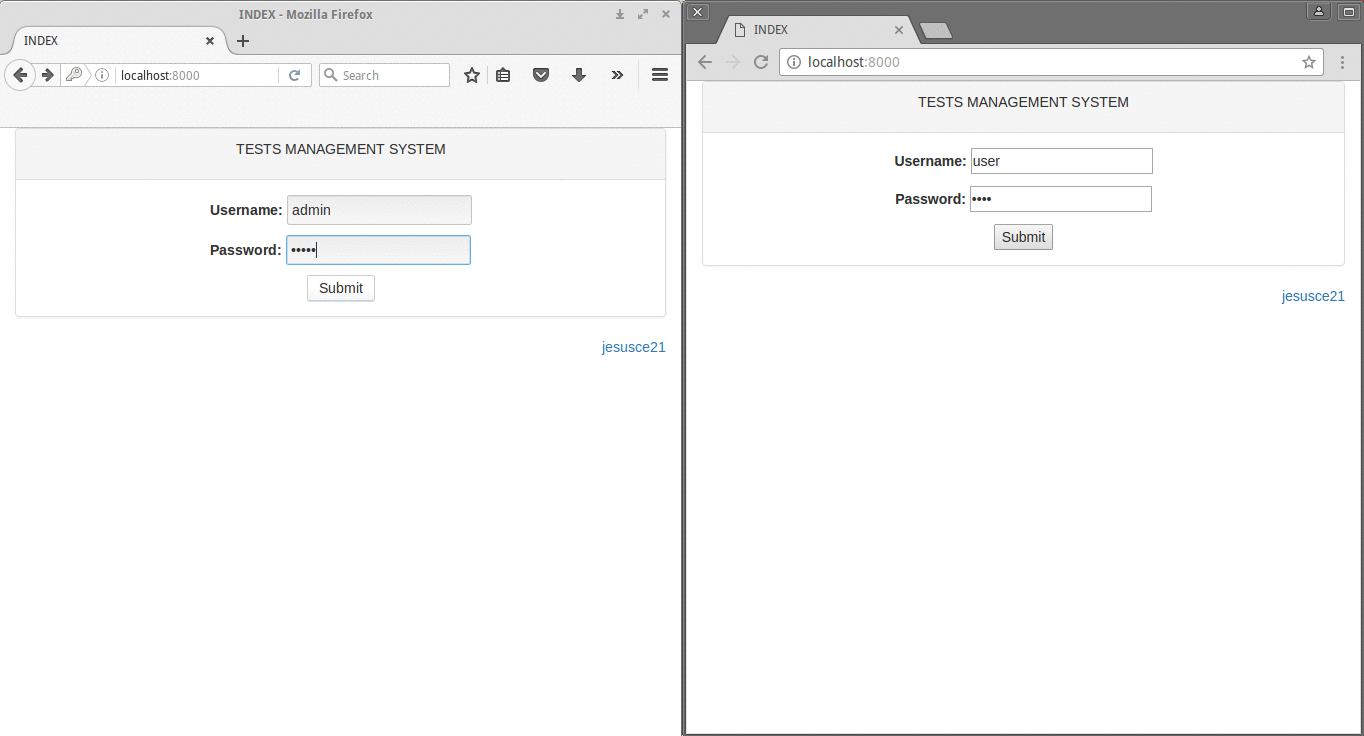 INDEX - Mozilla Firefox
INDEX
localhost:8000
Search
TESTS MANAGEMENT SYSTEM
Username: admin
Password: •••••
Submit
jesusce21
INDEX
localhost:8000
TESTS MANAGEMENT SYSTEM
Username: user
Password: ••••
Submit
jesusce21